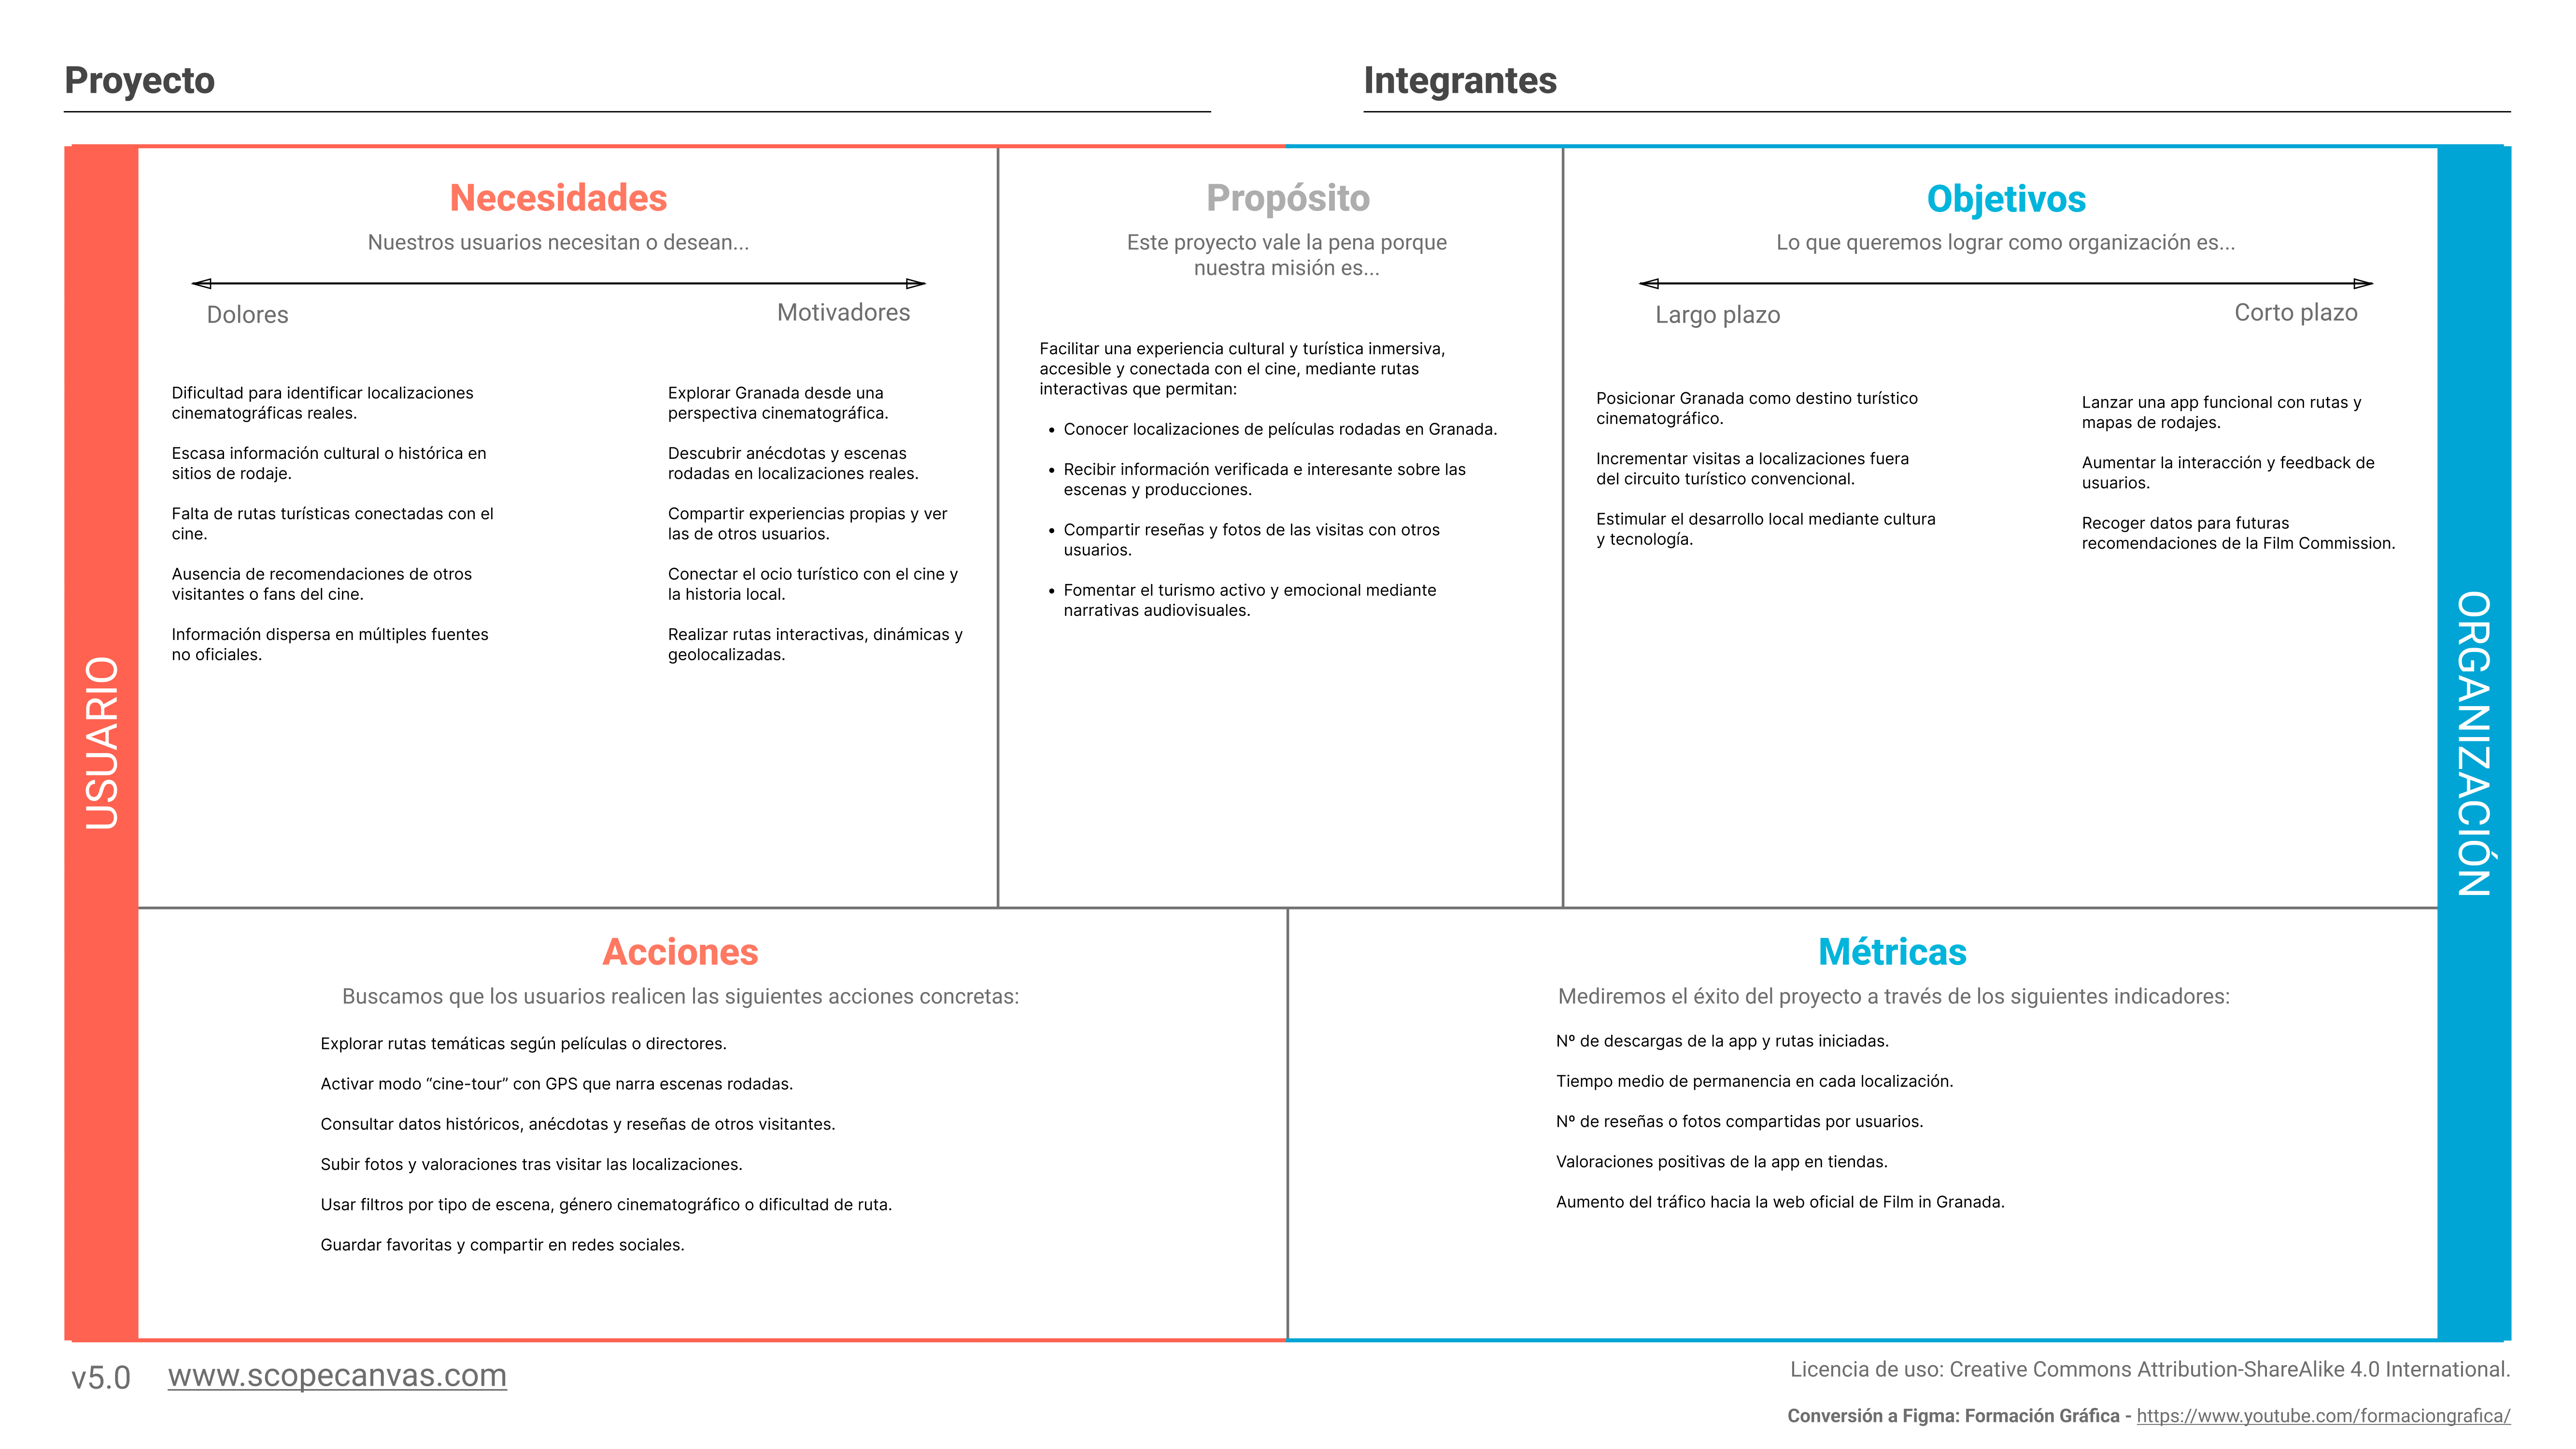 Proyecto
Integrantes
USUARIO
Necesidades
Nuestros usuarios necesitan o desean...
Dolores
Motivadores
Dificultad para identificar localizaciones
cinematográficas reales.
Escasa información cultural o histórica en
sitios de rodaje.
Falta de rutas turísticas conectadas con el
cine.
Ausencia de recomendaciones de otros
visitantes o fans del cine.
Información dispersa en múltiples fuentes
no oficiales.
Explorar Granada desde una
perspectiva cinematográfica.
Descubrir anécdotas y escenas
rodadas en localizaciones reales.
Compartir experiencias propias y ver
las de otros usuarios.
Conectar el ocio turístico con el cine y
la historia local.
Realizar rutas interactivas, dinámicas y
geolocalizadas.
Propósito
Este proyecto vale la pena porque
nuestra misión es...
Facilitar una experiencia cultural y turística inmersiva,
accesible y conectada con el cine, mediante rutas
interactivas que permitan:
• Conocer localizaciones de películas rodadas en Granada.
• Recibir información verificada e interesante sobre las
escenas y producciones.
• Compartir reseñas y fotos de las visitas con otros
usuarios.
• Fomentar el turismo activo y emocional mediante
narrativas audiovisuales.
Objetivos
Lo que queremos lograr como organización es...
Largo plazo
Corto plazo
Posicionar Granada como destino turístico
cinematográfico.
Incrementar visitas a localizaciones fuera
del circuito turístico convencional.
Estimular el desarrollo local mediante cultura
y tecnología.
Lanzar una app funcional con rutas y
mapas de rodajes.
Aumentar la interacción y feedback de
usuarios.
Recoger datos para futuras
recomendaciones de la Film Commission.
ORGANIZACIÓN
Acciones
Buscamos que los usuarios realicen las siguientes acciones concretas:
Explorar rutas temáticas según películas o directores.
Activar modo “cine-tour” con GPS que narra escenas rodadas.
Consultar datos históricos, anécdotas y reseñas de otros visitantes.
Subir fotos y valoraciones tras visitar las localizaciones.
Usar filtros por tipo de escena, género cinematográfico o dificultad de ruta.
Guardar favoritas y compartir en redes sociales.
Métricas
Mediremos el éxito del proyecto a través de los siguientes indicadores:
Nº de descargas de la app y rutas iniciadas.
Tiempo medio de permanencia en cada localización.
Nº de reseñas o fotos compartidas por usuarios.
Valoraciones positivas de la app en tiendas.
Aumento del tráfico hacia la web oficial de Film in Granada.
v5.0 www.scopecanvas.com
Licencia de uso: Creative Commons Attribution-ShareAlike 4.0 International.
Conversión a Figma: Formación Gráfica - https://www.youtube.com/formaciongrafica/